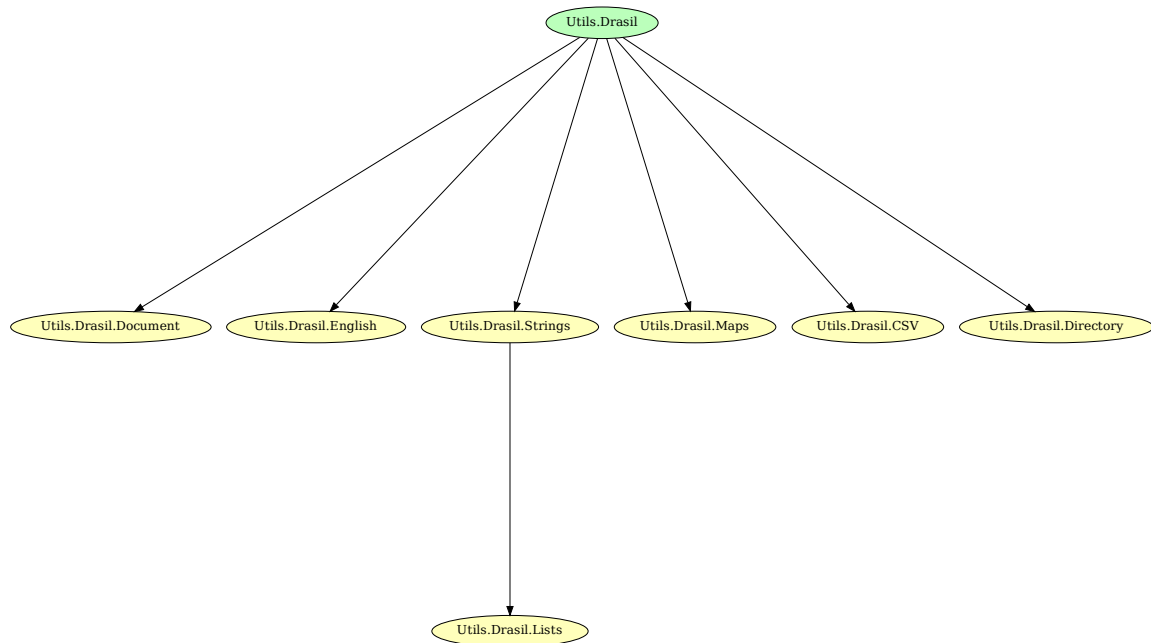 Utils.Drasil
Utils.Drasil.Document
Utils.Drasil.English
Utils.Drasil.Strings
Utils.Drasil.Maps
Utils.Drasil.CSV
Utils.Drasil.Directory
Utils.Drasil.Lists